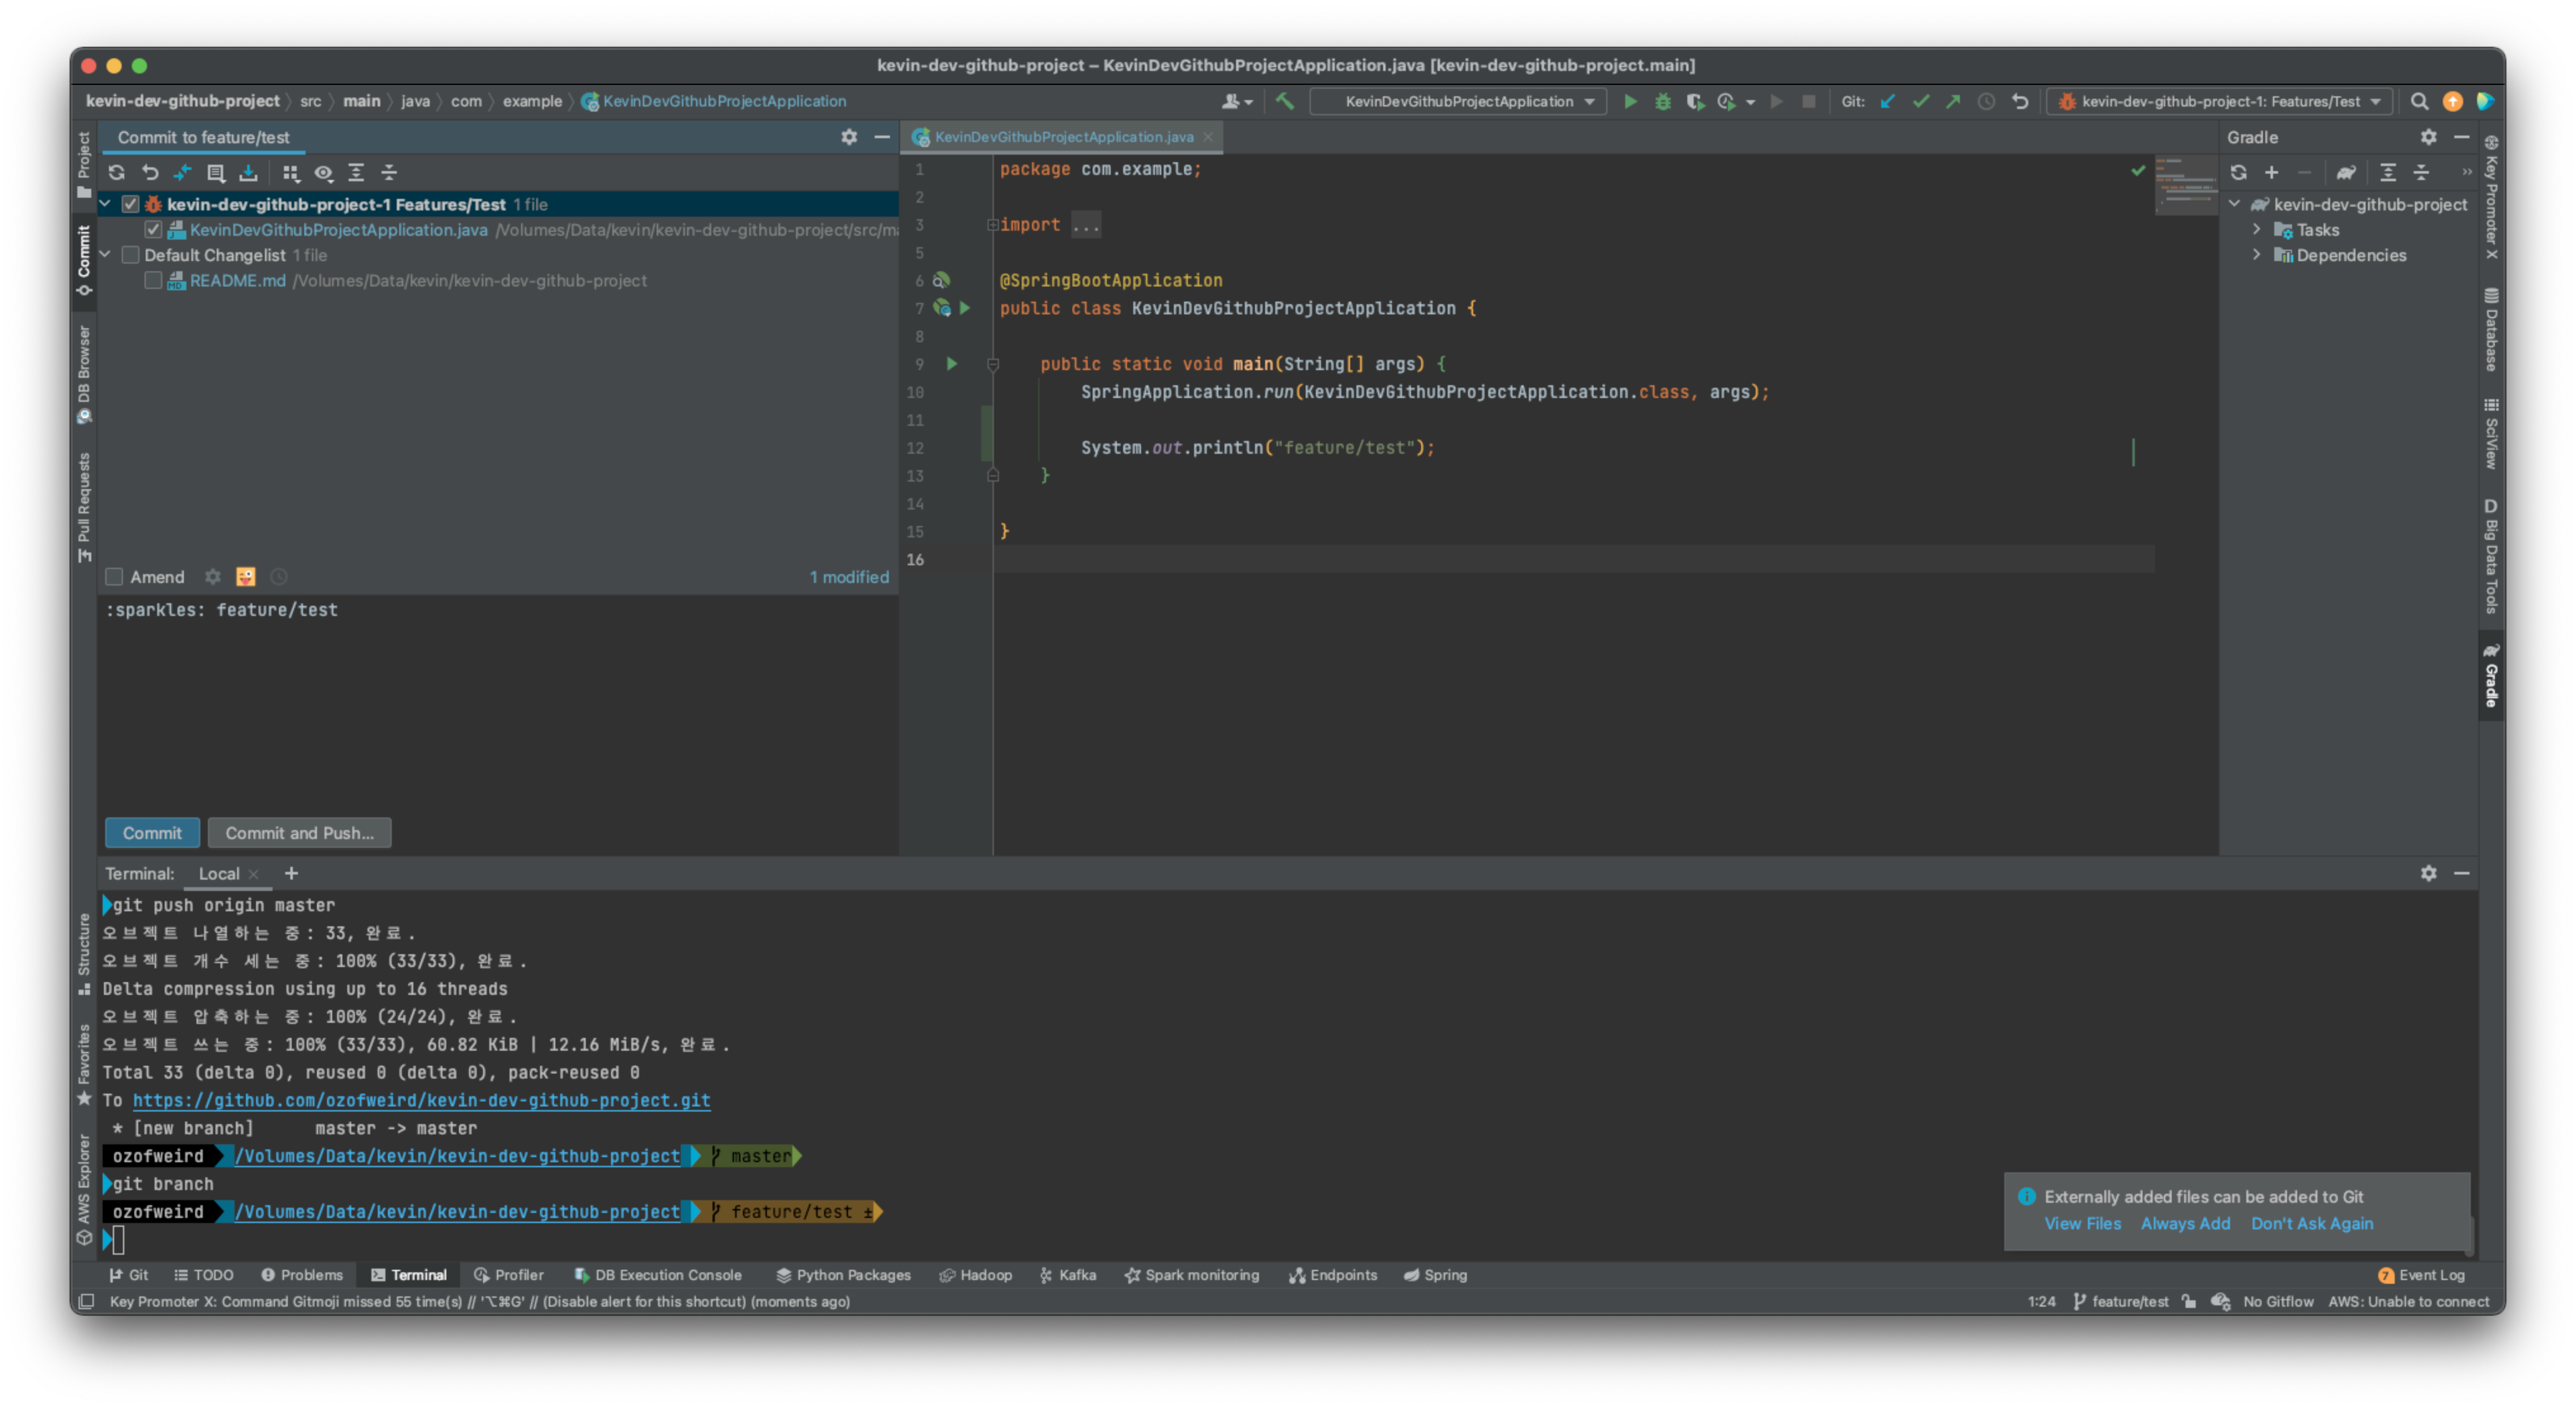 kevin-dev-github-project – KevinDevGithubProjectApplication.java [kevin-dev-github-project.main]
kevin-dev-github-project src main java com example KevinDevGithubProjectApplication
KevinDevGithubProjectApplication
Git:
kevin-dev-github-project-1: Features/Test
Project
Commit
DB Browser
Pull Requests
Structure
Favorites
AWS Explorer
Commit to feature/test
kevin-dev-github-project-1 Features/Test 1 file
KevinDevGithubProjectApplication.java /Volumes/Data/kevin/kevin-dev-github-project/src/m
Default Changelist 1 file
README.md /Volumes/Data/kevin/kevin-dev-github-project
Amend
1 modified
:sparkles: feature/test
Commit
Commit and Push...
KevinDevGithubProjectApplication.java
1 package com.example;
2
3 import ...
5
6 @SpringBootApplication
7 public class KevinDevGithubProjectApplication {
8
9 public static void main(String[] args) {
10 SpringApplication.run(KevinDevGithubProjectApplication.class, args);
11
12 System.out.println("feature/test");
13 }
14
15 }
16
Gradle
kevin-dev-github-project
Tasks
Dependencies
Key Promoter X
Database
SciView
D Big Data Tools
Gradle
Terminal: Local
git push origin master
오브젝트 나열하는 중: 33, 완료.
오브젝트 개수 세는 중: 100% (33/33), 완료.
Delta compression using up to 16 threads
오브젝트 압축하는 중: 100% (24/24), 완료.
오브젝트 쓰는 중: 100% (33/33), 60.82 KiB | 12.16 MiB/s, 완료.
Total 33 (delta 0), reused 0 (delta 0), pack-reused 0
To https://github.com/ozofweird/kevin-dev-github-project.git
* [new branch] master -> master
ozofweird /Volumes/Data/kevin/kevin-dev-github-project master
git branch
ozofweird /Volumes/Data/kevin/kevin-dev-github-project feature/test ±
Externally added files can be added to Git
View Files Always Add Don't Ask Again
Git TODO Problems Terminal Profiler DB Execution Console Python Packages Hadoop Kafka Spark monitoring Endpoints Spring
7 Event Log
Key Promoter X: Command Gitmoji missed 55 time(s) // '⌥⌘G' // (Disable alert for this shortcut) (moments ago)
1:24 feature/test No Gitflow AWS: Unable to connect